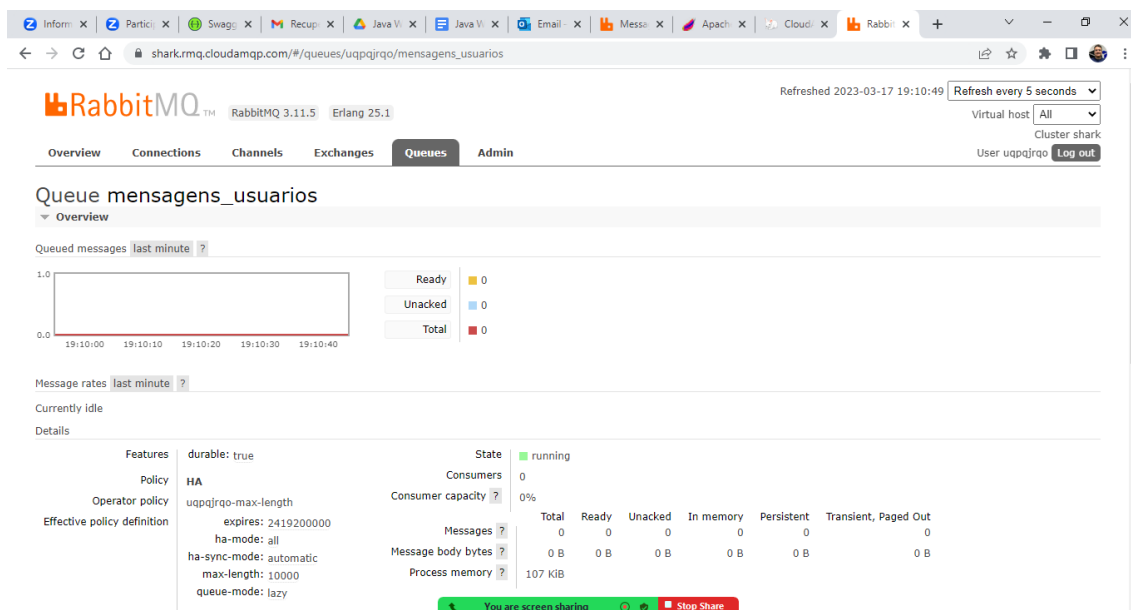 Inform
Particip
Swagg
Recupe
Java W
Java W
Email -
Messa
Apach
Cloud
Rabbit
shark.rmq.cloudamqp.com/#/queues/uqpqjrqo/mensagens_usuarios
RabbitMQ TM RabbitMQ 3.11.5 Erlang 25.1
Refreshed 2023-03-17 19:10:49 Refresh every 5 seconds
Virtual host All
Cluster shark
User uqpqjrqo Log out
Overview Connections Channels Exchanges Queues Admin
Queue mensagens_usuarios
Overview
Queued messages last minute ?
1.0
0.0
19:10:00 19:10:10 19:10:20 19:10:30 19:10:40
Ready 0
Unacked 0
Total 0
Message rates last minute ?
Currently idle
Details
Features durable: true
Policy HA
Operator policy uqpqjrqo-max-length
Effective policy definition expires: 2419200000
ha-mode: all
ha-sync-mode: automatic
max-length: 10000
queue-mode: lazy
State running
Consumers 0
Consumer capacity ? 0%
Total Ready Unacked In memory Persistent Transient, Paged Out
Messages ? 0 0 0 0 0 0
Message body bytes ? 0 B 0 B 0 B 0 B 0 B 0 B
Process memory ? 107 KiB
You are screen sharing Stop Share